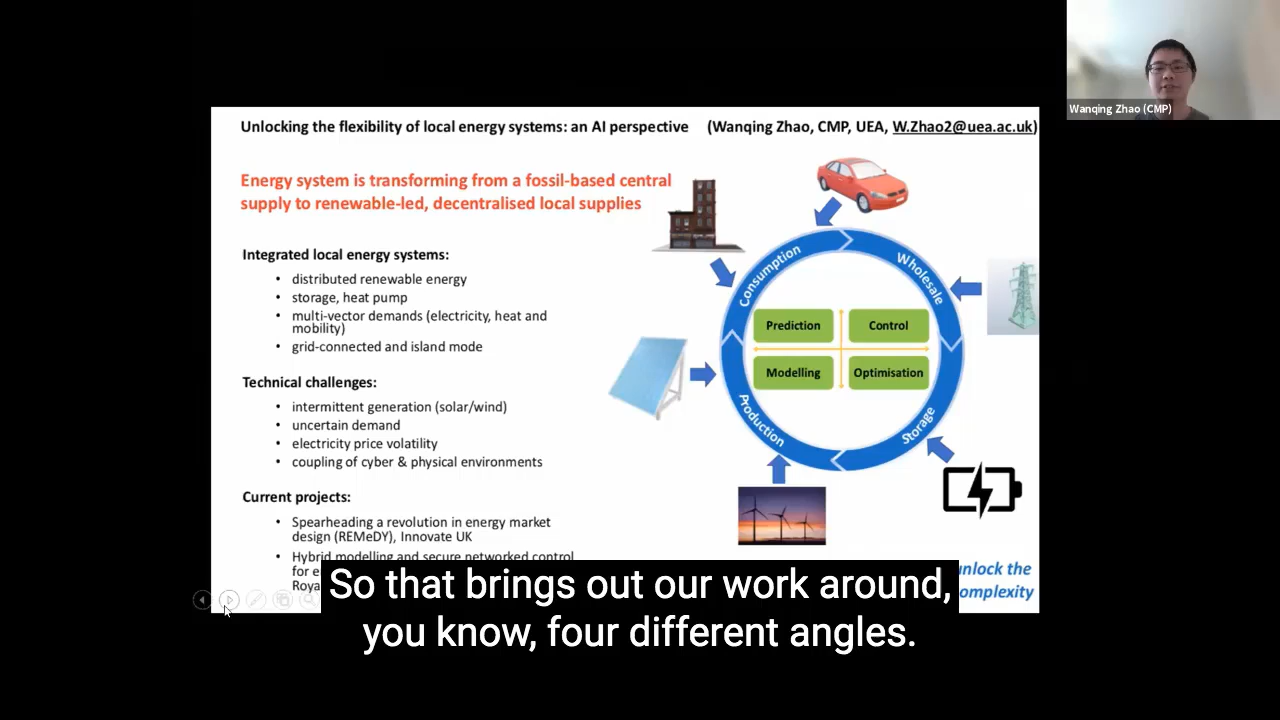 Wanqing Zhao (CMP)
Unlocking the flexibility of local energy systems: an AI perspective (Wanqing Zhao, CMP, UEA, W.Zhao2@uea.ac.uk)
Energy system is transforming from a fossil-based central
supply to renewable-led, decentralised local supplies
Integrated local energy systems:
• distributed renewable energy
• storage, heat pump
• multi-vector demands (electricity, heat and
mobility)
• grid-connected and island mode
Technical challenges:
• intermittent generation (solar/wind)
• uncertain demand
• electricity price volatility
• coupling of cyber & physical environments
Current projects:
• Spearheading a revolution in energy market
design (REMeDY), Innovate UK
• Hybrid modelling and secure networked control
for
Roya
Consumption
Wholesale
Prediction
Control
Modelling
Optimisation
Production
Storage
unlock the
omplexity
So that brings out our work around,
you know, four different angles.